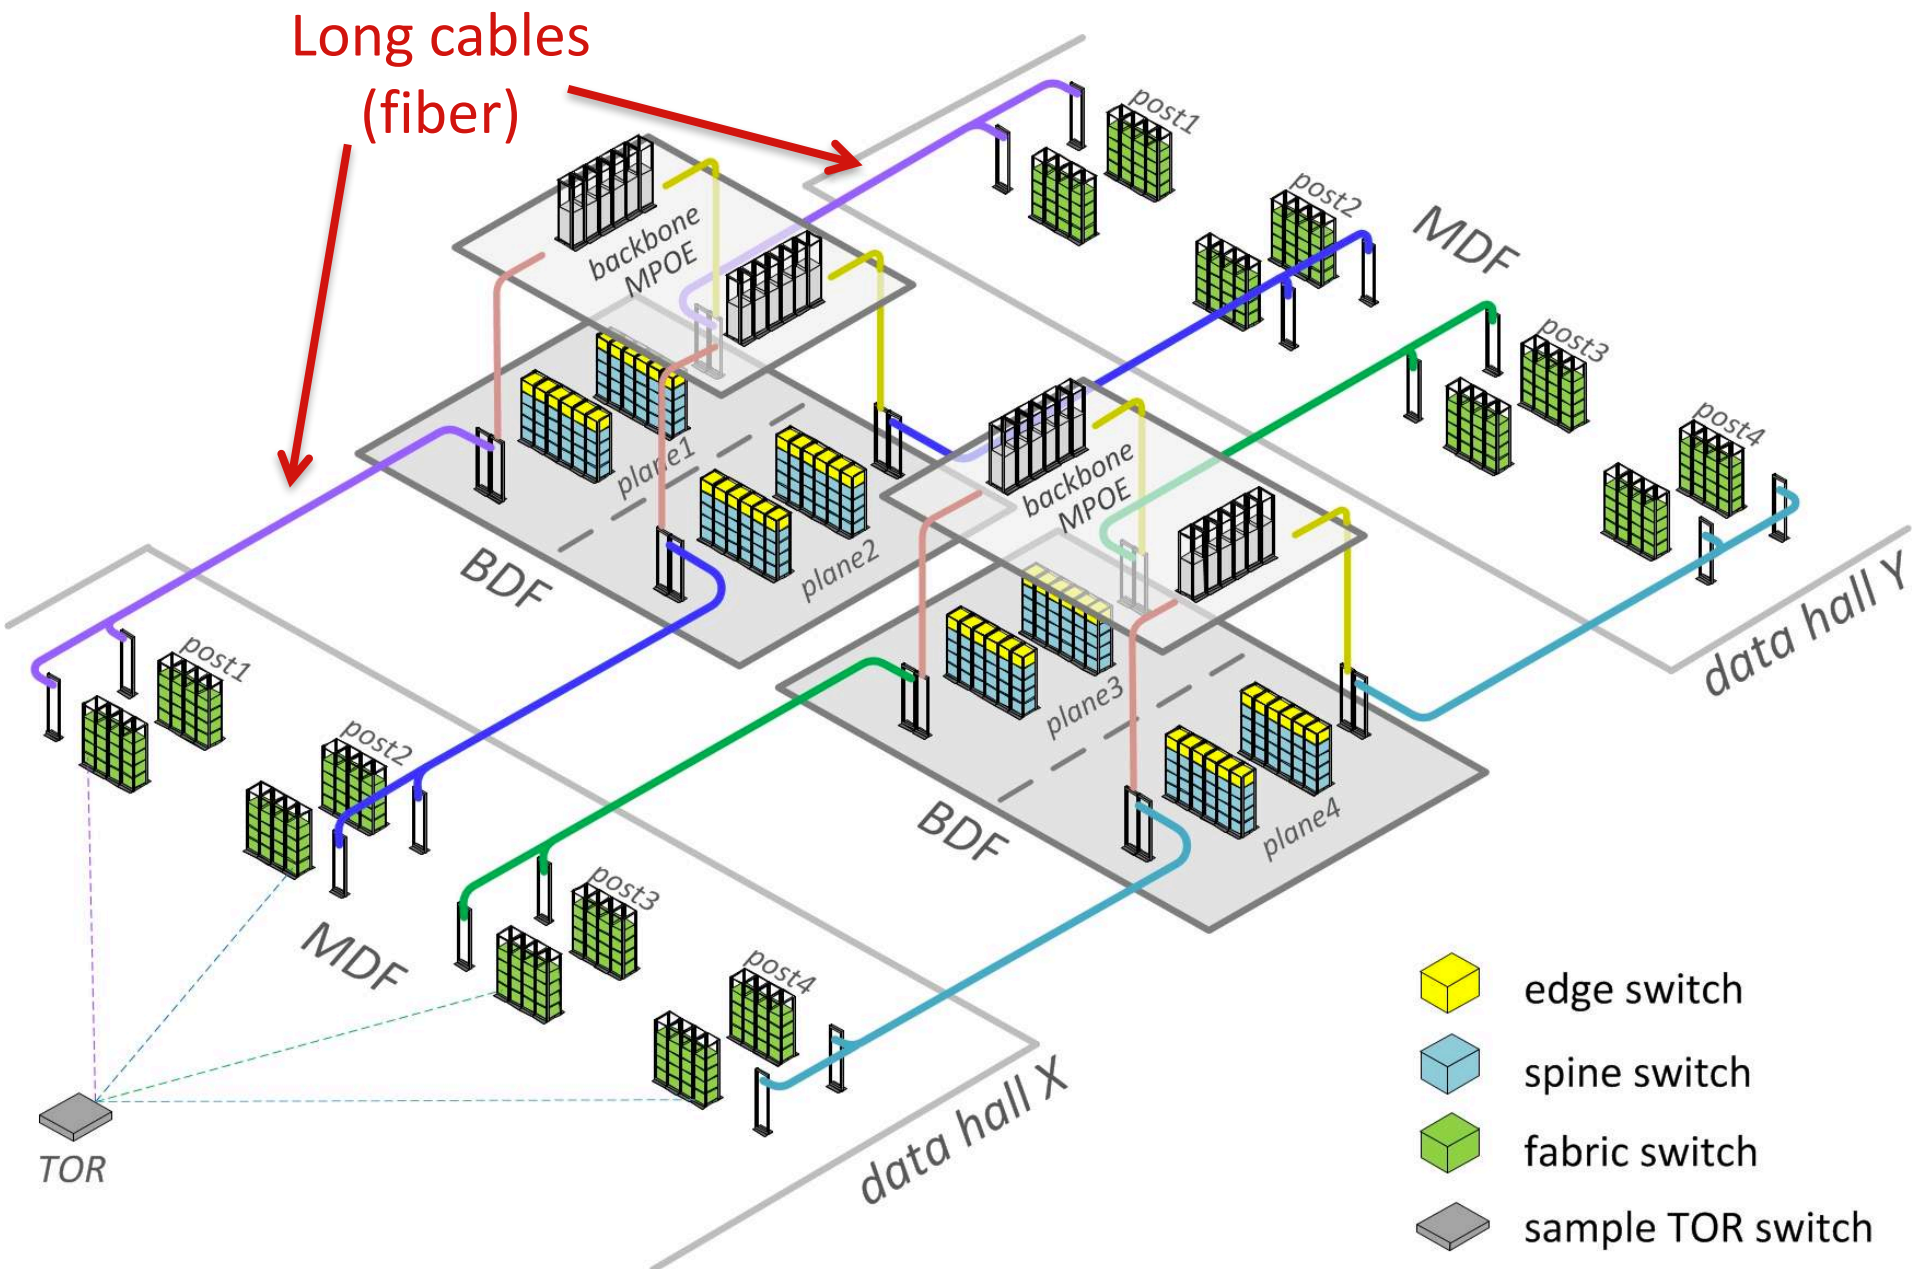 Long cables
(fiber)
post1
post2
MDF
post3
post4
data hall Y
backbone
MPOE
plane1
plane2
BDF
backbone
MPOE
plane3
plane4
BDF
post1
post2
post3
post4
MDF
data hall X
TOR
edge switch
spine switch
fabric switch
sample TOR switch